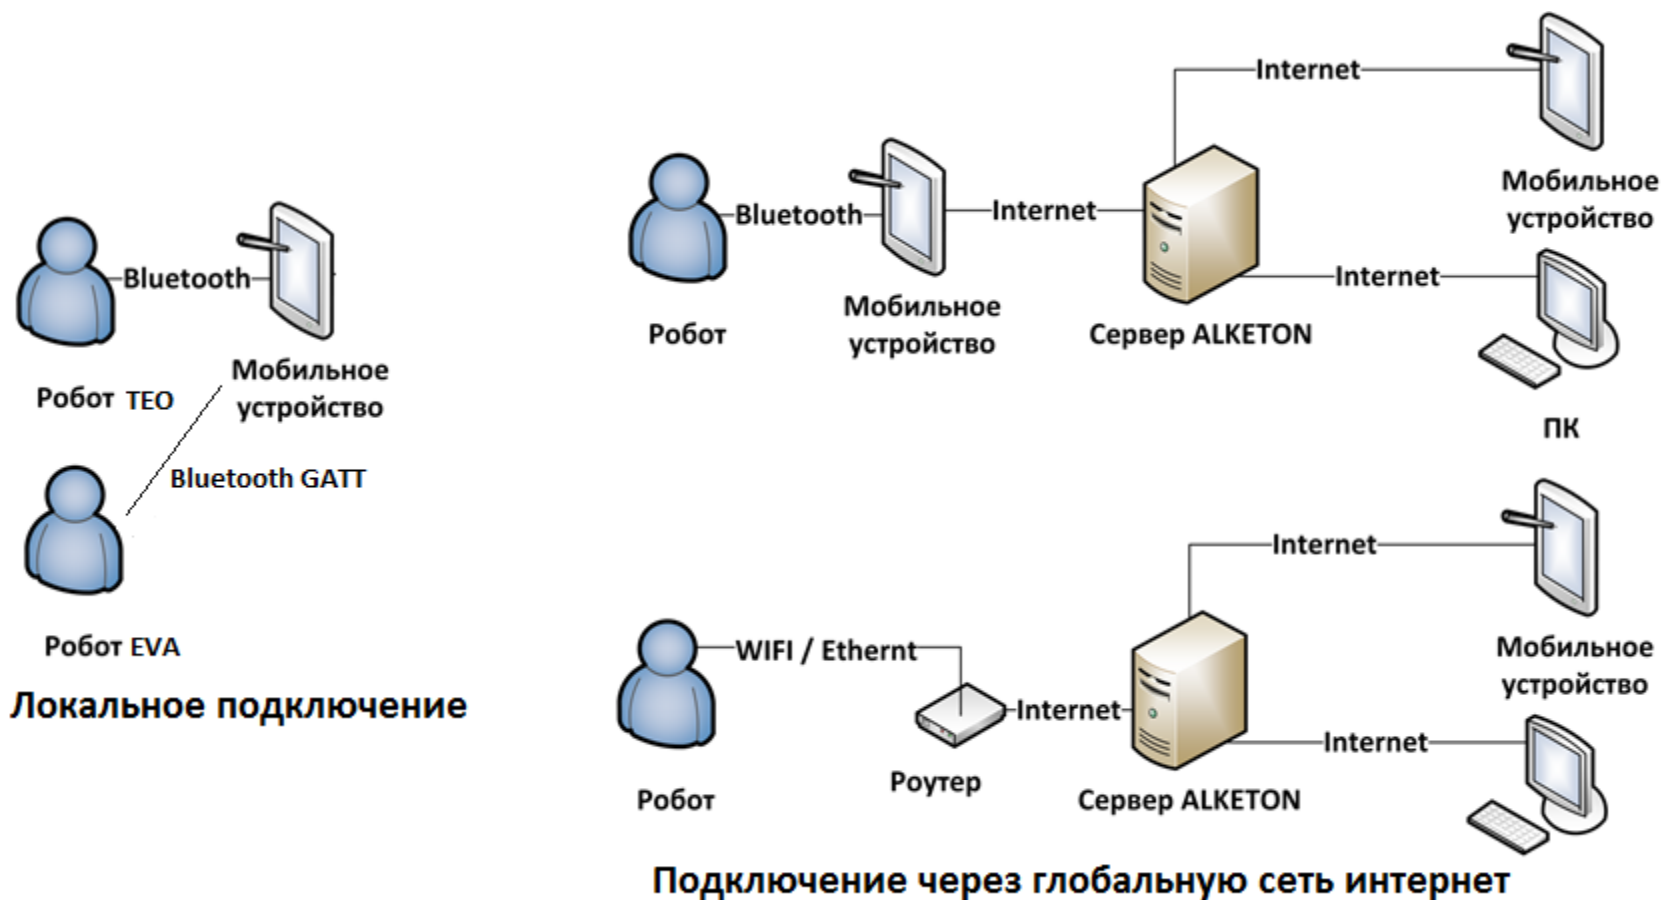 Bluetooth
Мобильное
устройство
Робот TEO
Bluetooth GATT
Робот EVA
Локальное подключение
Internet
Мобильное
устройство
Bluetooth
Internet
Internet
Мобильное
устройство
Робот
Сервер ALKETON
ПК
Internet
Мобильное
устройство
WIFI / Ethernt
Internet
Internet
Роутер
Робот
Сервер ALKETON
Подключение через глобальную сеть интернет